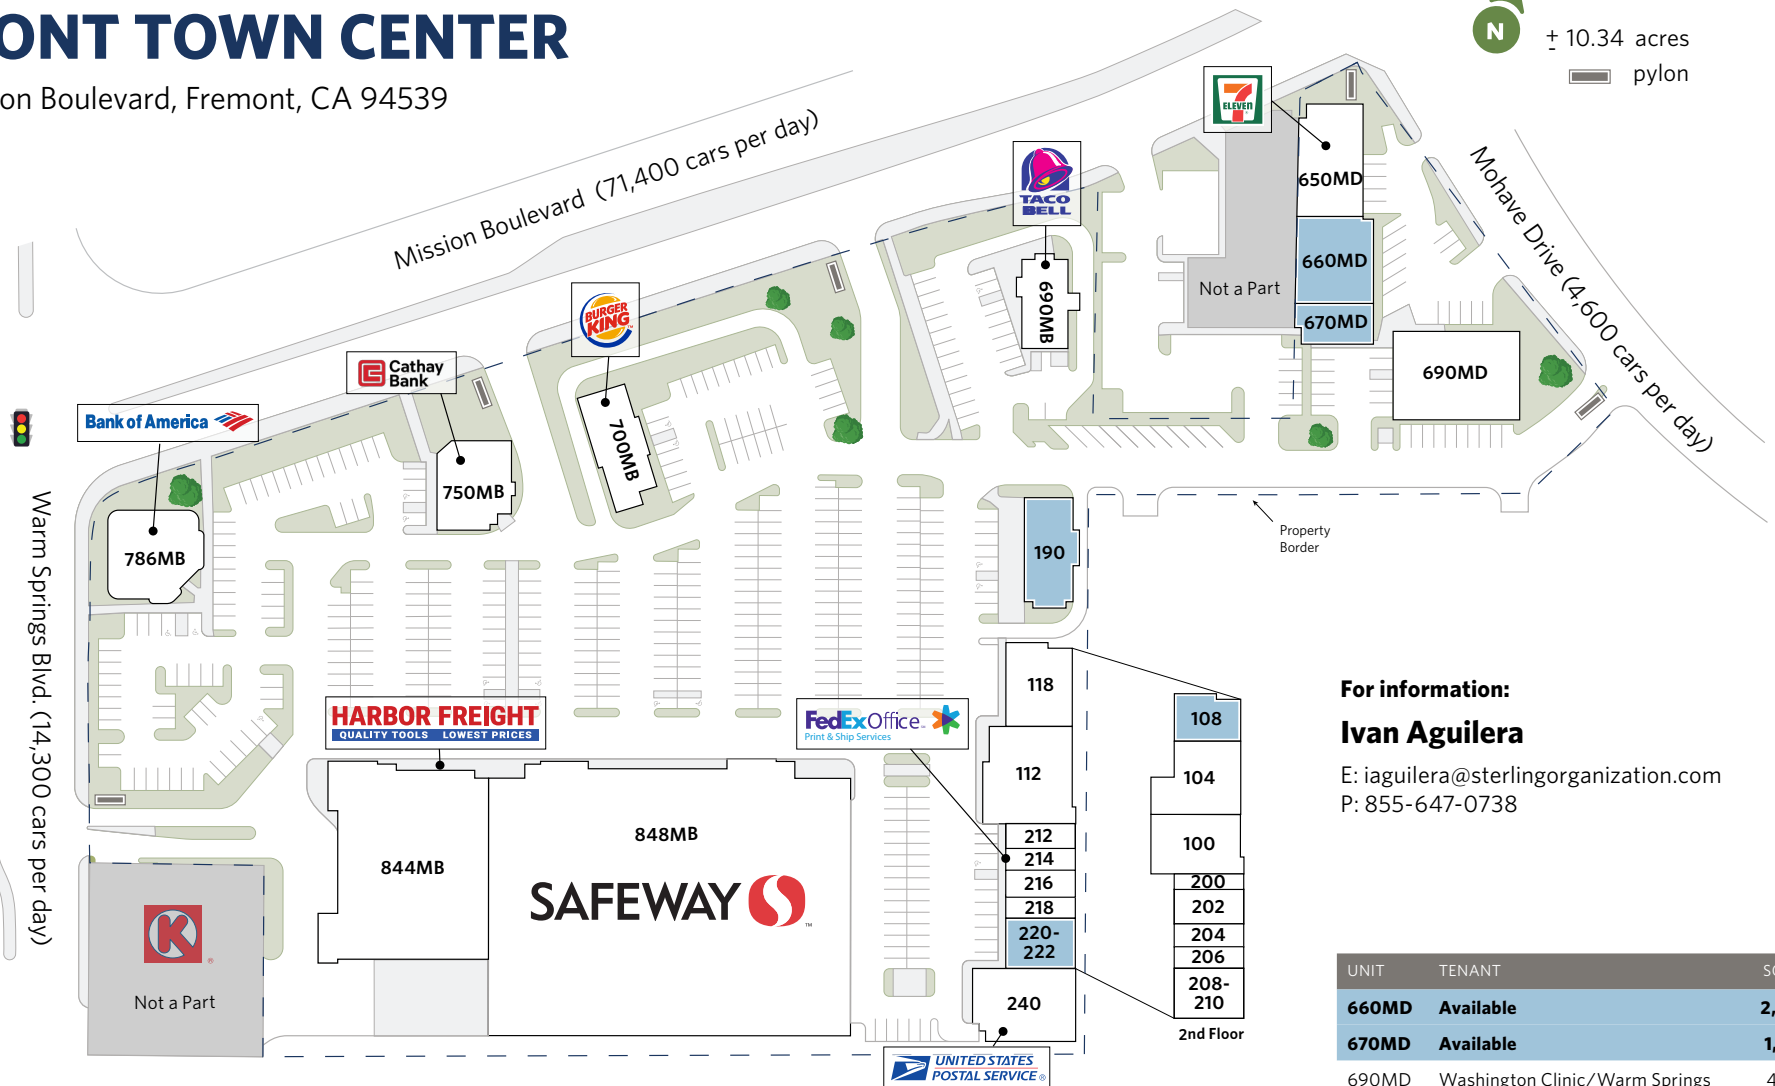 ONT TOWN CENTER
on Boulevard, Fremont, CA 94539
N
± 10.34 acres
pylon
Mission Boulevard (71,400 cars per day)
Mohave Drive (4,600 cars per day)
Warm Springs Blvd. (14,300 cars per day)
7
ELEVEN
650MD
660MD
670MD
Not a Part
690MD
TACO
BELL
690MB
BURGER
KING
700MB
Cathay
Bank
750MB
Bank of America
786MB
190
Property
Border
HARBOR FREIGHT
QUALITY TOOLS LOWEST PRICES
844MB
848MB
SAFEWAY
K
Not a Part
FedEx Office
Print & Ship Services
118
112
212
214
216
218
220-
222
240
UNITED STATES
POSTAL SERVICE®
108
104
100
200
202
204
206
208-
210
2nd Floor
For information:
Ivan Aguilera
E: iaguilera@sterlingorganization.com
P: 855-647-0738
UNIT TENANT
660MD Available 2,
670MD Available 1,
690MD Washington Clinic/Warm Springs 4